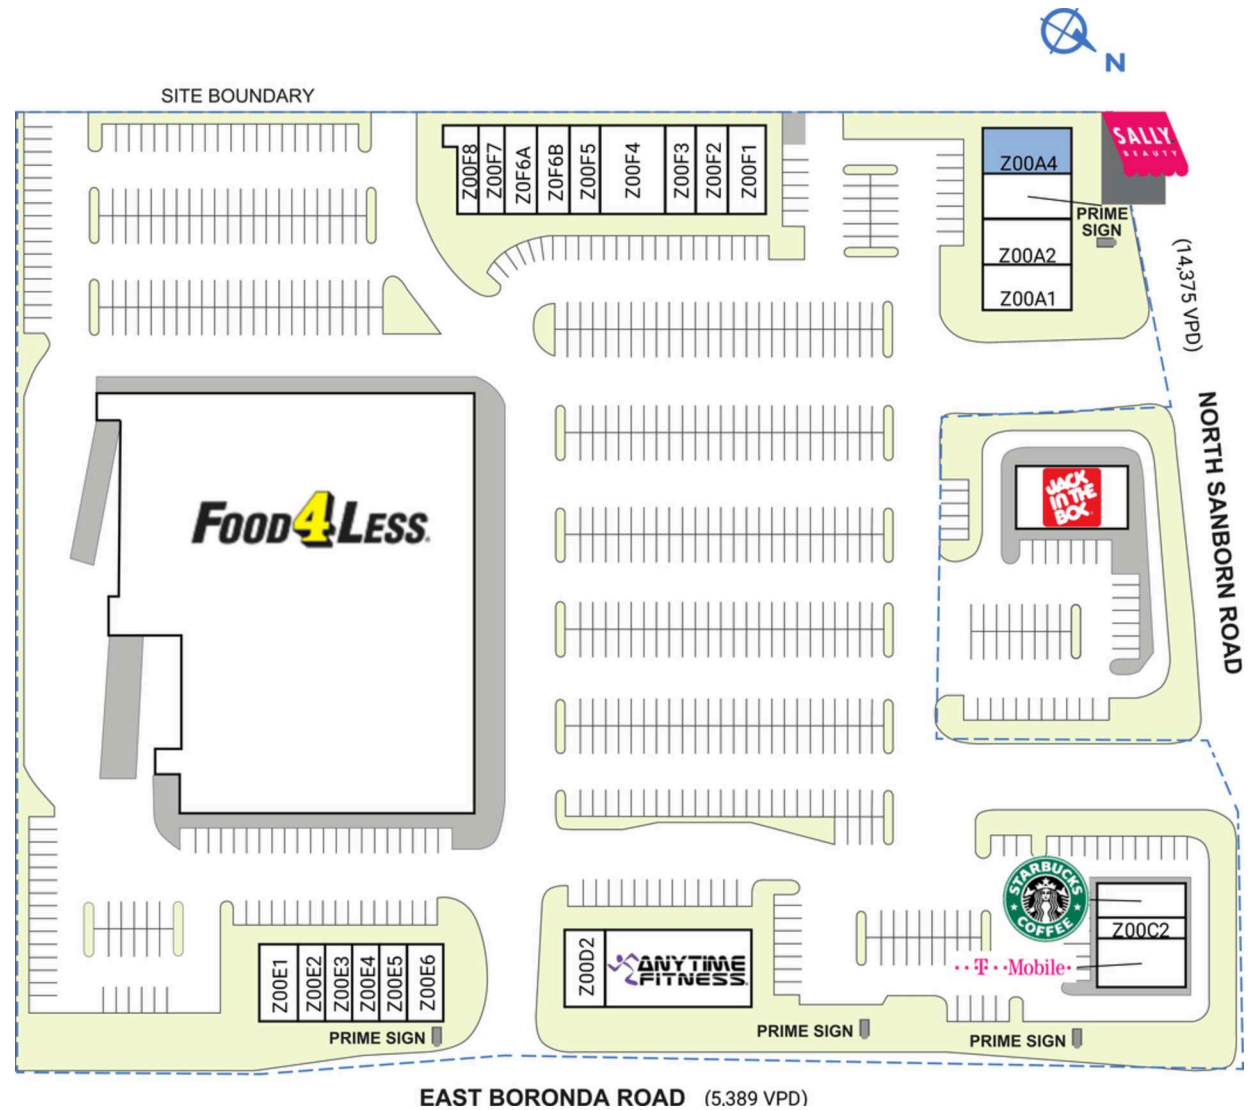 N
SITE BOUNDARY
SALLY
BEAUTY
Z00F8
Z00F7
Z0F6A
Z0F6B
Z00F5
Z00F4
Z00F3
Z00F2
Z00F1
Z00A4
PRIME
SIGN
Z00A2
Z00A1
(14,375 VPD)
NORTH SANBORN ROAD
JACK
IN THE
BOX
FOOD4LESS
STARBUCKS
COFFEE
Z00C2
T Mobile
Z00E1
Z00E2
Z00E3
Z00E4
Z00E5
Z00E6
Z00D2
ANYTIME
FITNESS
PRIME SIGN
PRIME SIGN
PRIME SIGN
EAST BORONDA ROAD (5,389 VPD)